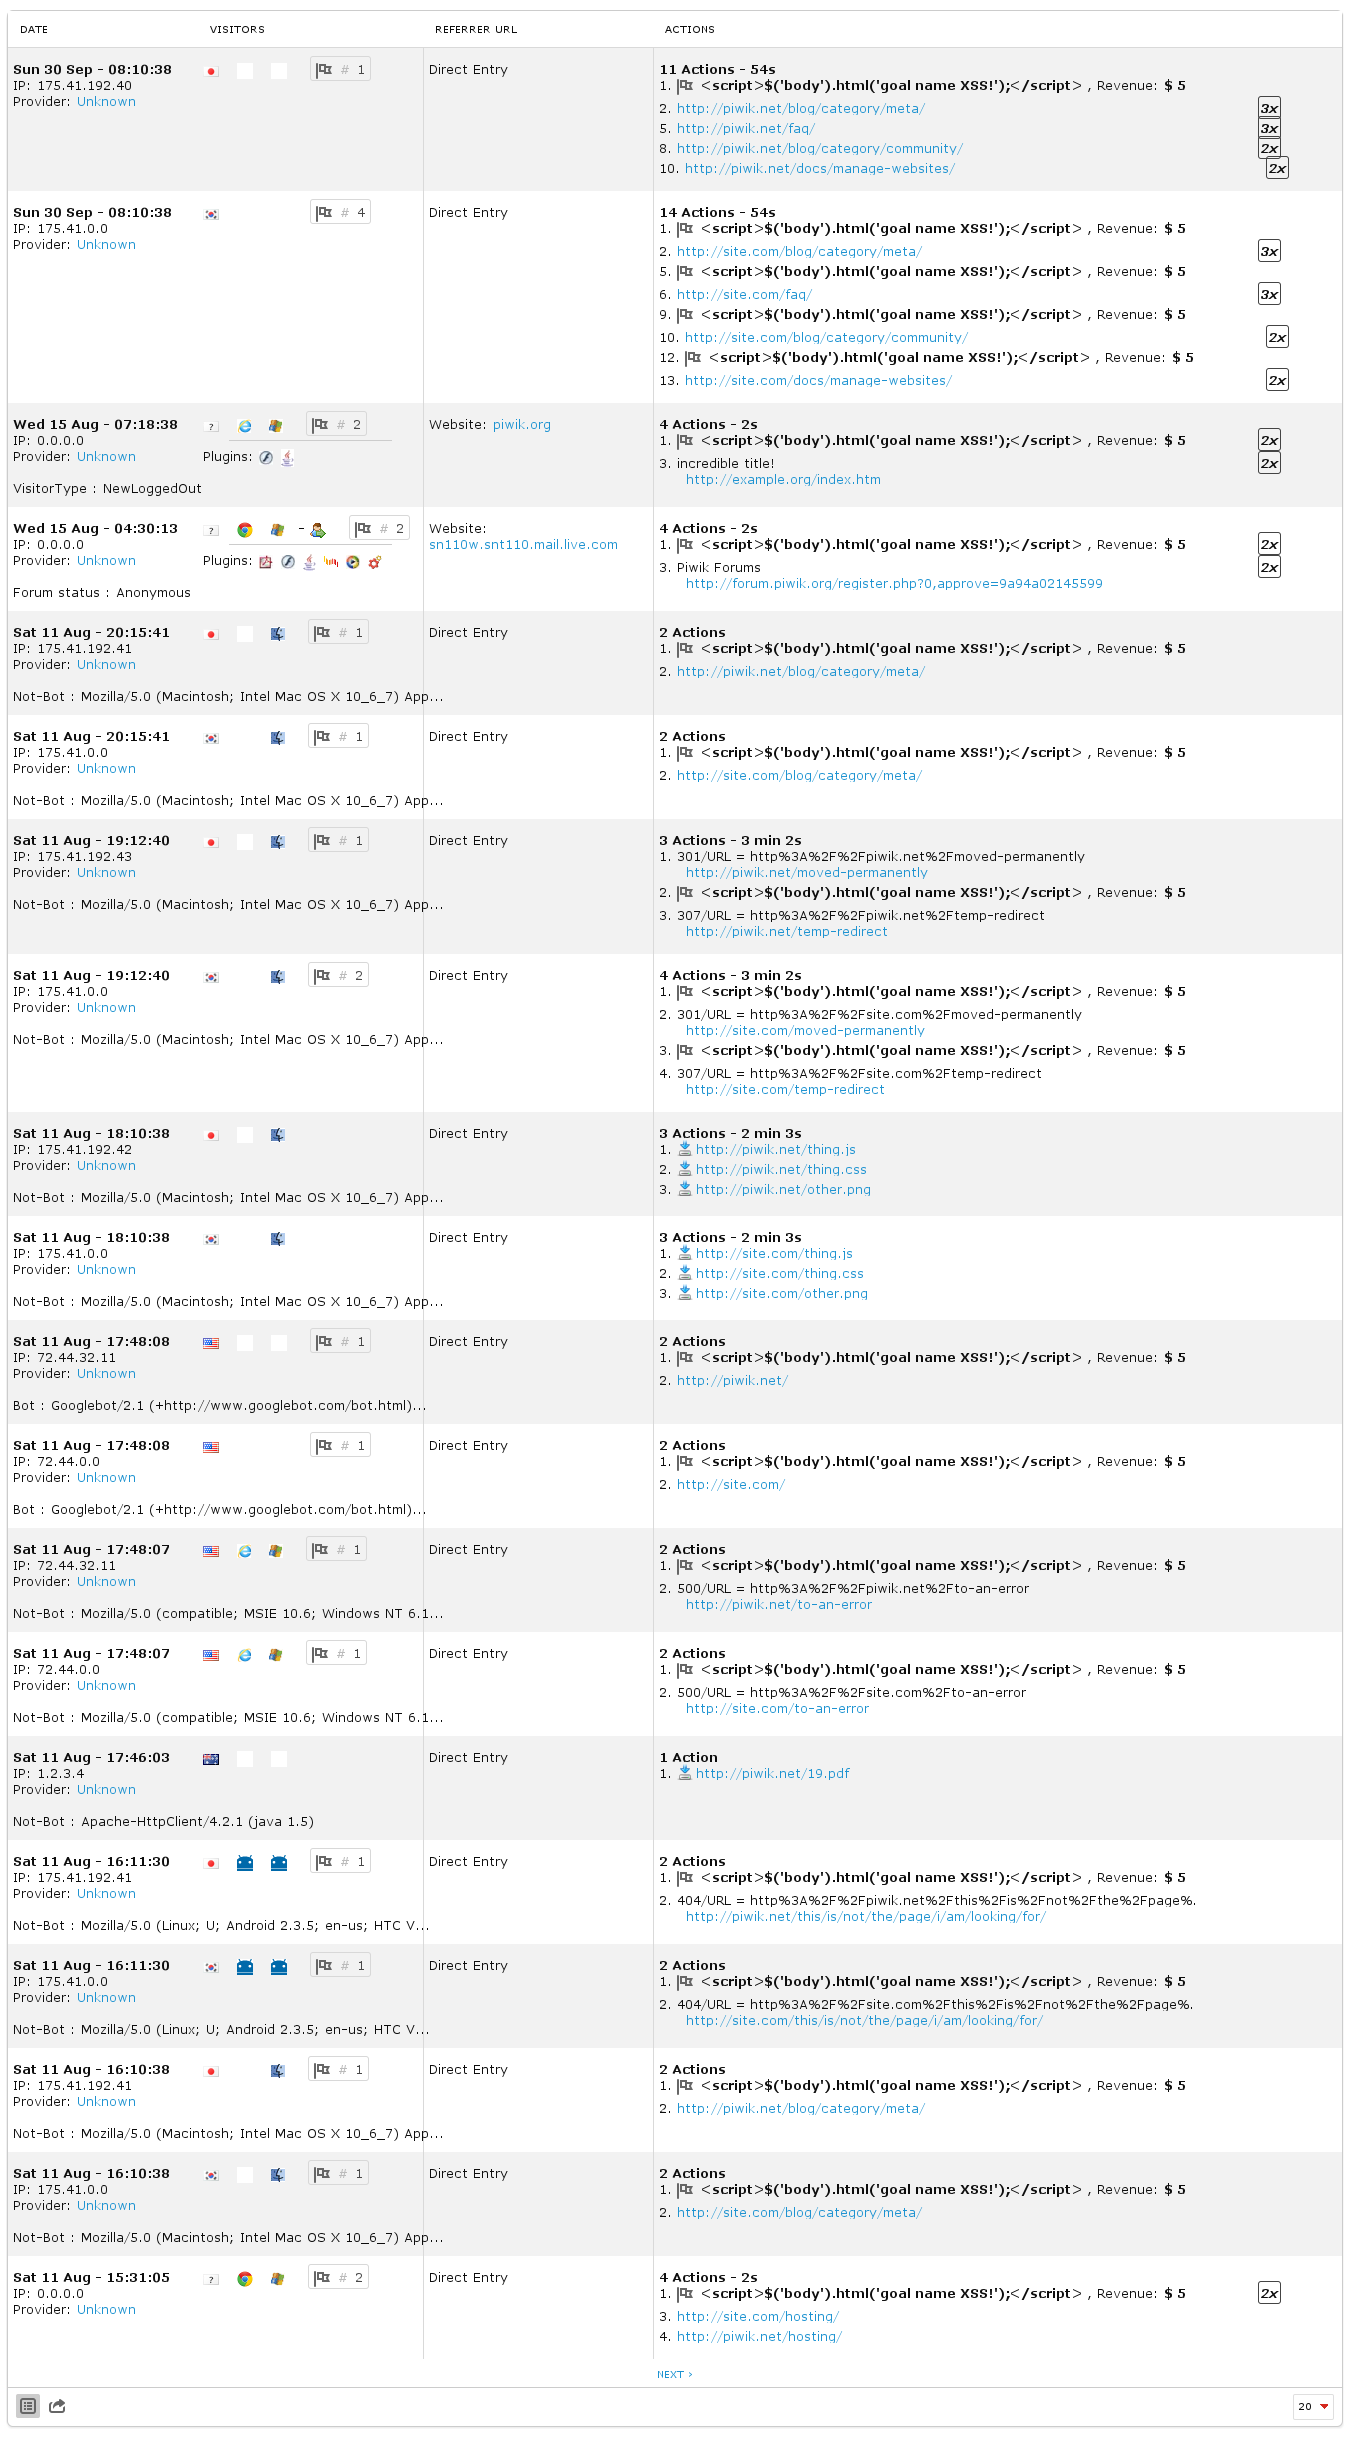 DATE VISITORS REFERRER URL ACTIONS
Sun 30 Sep - 08:10:38 # 1 Direct Entry 11 Actions - 54s
IP: 175.41.192.40 1. <script>$('body').html('goal name XSS!');</script> , Revenue: $ 5
Provider: Unknown 2. http://piwik.net/blog/category/meta/ 3x
5. http://piwik.net/faq/ 3x
8. http://piwik.net/blog/category/community/ 2x
10. http://piwik.net/docs/manage-websites/ 2x
Sun 30 Sep - 08:10:38 # 4 Direct Entry 14 Actions - 54s
IP: 175.41.0.0 1. <script>$('body').html('goal name XSS!');</script> , Revenue: $ 5
Provider: Unknown 2. http://site.com/blog/category/meta/ 3x
5. <script>$('body').html('goal name XSS!');</script> , Revenue: $ 5
6. http://site.com/faq/ 3x
9. <script>$('body').html('goal name XSS!');</script> , Revenue: $ 5
10. http://site.com/blog/category/community/ 2x
12. <script>$('body').html('goal name XSS!');</script> , Revenue: $ 5
13. http://site.com/docs/manage-websites/ 2x
Wed 15 Aug - 07:18:38 ? # 2 Website: piwik.org 4 Actions - 2s
IP: 0.0.0.0 1. <script>$('body').html('goal name XSS!');</script> , Revenue: $ 5 2x
Provider: Unknown Plugins: 3. incredible title! 2x
http://example.org/index.htm
VisitorType : NewLoggedOut
Wed 15 Aug - 04:30:13 ? - # 2 Website: 4 Actions - 2s
IP: 0.0.0.0 sn110w.snt110.mail.live.com 1. <script>$('body').html('goal name XSS!');</script> , Revenue: $ 5 2x
Provider: Unknown Plugins: 3. Piwik Forums 2x
http://forum.piwik.org/register.php?0,approve=9a94a02145599
Forum status : Anonymous
Sat 11 Aug - 20:15:41 # 1 Direct Entry 2 Actions
IP: 175.41.192.41 1. <script>$('body').html('goal name XSS!');</script> , Revenue: $ 5
Provider: Unknown 2. http://piwik.net/blog/category/meta/
Not-Bot : Mozilla/5.0 (Macintosh; Intel Mac OS X 10_6_7) App...
Sat 11 Aug - 20:15:41 # 1 Direct Entry 2 Actions
IP: 175.41.0.0 1. <script>$('body').html('goal name XSS!');</script> , Revenue: $ 5
Provider: Unknown 2. http://site.com/blog/category/meta/
Not-Bot : Mozilla/5.0 (Macintosh; Intel Mac OS X 10_6_7) App...
Sat 11 Aug - 19:12:40 # 1 Direct Entry 3 Actions - 3 min 2s
IP: 175.41.192.43 1. 301/URL = http%3A%2F%2Fpiwik.net%2Fmoved-permanently
Provider: Unknown http://piwik.net/moved-permanently
2. <script>$('body').html('goal name XSS!');</script> , Revenue: $ 5
Not-Bot : Mozilla/5.0 (Macintosh; Intel Mac OS X 10_6_7) App...
3. 307/URL = http%3A%2F%2Fpiwik.net%2Ftemp-redirect
http://piwik.net/temp-redirect
Sat 11 Aug - 19:12:40 # 2 Direct Entry 4 Actions - 3 min 2s
IP: 175.41.0.0 1. <script>$('body').html('goal name XSS!');</script> , Revenue: $ 5
Provider: Unknown 2. 301/URL = http%3A%2F%2Fsite.com%2Fmoved-permanently
http://site.com/moved-permanently
Not-Bot : Mozilla/5.0 (Macintosh; Intel Mac OS X 10_6_7) App...
3. <script>$('body').html('goal name XSS!');</script> , Revenue: $ 5
4. 307/URL = http%3A%2F%2Fsite.com%2Ftemp-redirect
http://site.com/temp-redirect
Sat 11 Aug - 18:10:38 Direct Entry 3 Actions - 2 min 3s
IP: 175.41.192.42 1. http://piwik.net/thing.js
Provider: Unknown 2. http://piwik.net/thing.css
3. http://piwik.net/other.png
Not-Bot : Mozilla/5.0 (Macintosh; Intel Mac OS X 10_6_7) App...
Sat 11 Aug - 18:10:38 Direct Entry 3 Actions - 2 min 3s
IP: 175.41.0.0 1. http://site.com/thing.js
Provider: Unknown 2. http://site.com/thing.css
3. http://site.com/other.png
Not-Bot : Mozilla/5.0 (Macintosh; Intel Mac OS X 10_6_7) App...
Sat 11 Aug - 17:48:08 # 1 Direct Entry 2 Actions
IP: 72.44.32.11 1. <script>$('body').html('goal name XSS!');</script> , Revenue: $ 5
Provider: Unknown 2. http://piwik.net/
Bot : Googlebot/2.1 (+http://www.googlebot.com/bot.html)...
Sat 11 Aug - 17:48:08 # 1 Direct Entry 2 Actions
IP: 72.44.0.0 1. <script>$('body').html('goal name XSS!');</script> , Revenue: $ 5
Provider: Unknown 2. http://site.com/
Bot : Googlebot/2.1 (+http://www.googlebot.com/bot.html)...
Sat 11 Aug - 17:48:07 # 1 Direct Entry 2 Actions
IP: 72.44.32.11 1. <script>$('body').html('goal name XSS!');</script> , Revenue: $ 5
Provider: Unknown 2. 500/URL = http%3A%2F%2Fpiwik.net%2Fto-an-error
http://piwik.net/to-an-error
Not-Bot : Mozilla/5.0 (compatible; MSIE 10.6; Windows NT 6.1...
Sat 11 Aug - 17:48:07 # 1 Direct Entry 2 Actions
IP: 72.44.0.0 1. <script>$('body').html('goal name XSS!');</script> , Revenue: $ 5
Provider: Unknown 2. 500/URL = http%3A%2F%2Fsite.com%2Fto-an-error
http://site.com/to-an-error
Not-Bot : Mozilla/5.0 (compatible; MSIE 10.6; Windows NT 6.1...
Sat 11 Aug - 17:46:03 Direct Entry 1 Action
IP: 1.2.3.4 1. http://piwik.net/19.pdf
Provider: Unknown
Not-Bot : Apache-HttpClient/4.2.1 (java 1.5)
Sat 11 Aug - 16:11:30 # 1 Direct Entry 2 Actions
IP: 175.41.192.41 1. <script>$('body').html('goal name XSS!');</script> , Revenue: $ 5
Provider: Unknown 2. 404/URL = http%3A%2F%2Fpiwik.net%2Fthis%2Fis%2Fnot%2Fthe%2Fpage%.
http://piwik.net/this/is/not/the/page/i/am/looking/for/
Not-Bot : Mozilla/5.0 (Linux; U; Android 2.3.5; en-us; HTC V...
Sat 11 Aug - 16:11:30 # 1 Direct Entry 2 Actions
IP: 175.41.0.0 1. <script>$('body').html('goal name XSS!');</script> , Revenue: $ 5
Provider: Unknown 2. 404/URL = http%3A%2F%2Fsite.com%2Fthis%2Fis%2Fnot%2Fthe%2Fpage%.
http://site.com/this/is/not/the/page/i/am/looking/for/
Not-Bot : Mozilla/5.0 (Linux; U; Android 2.3.5; en-us; HTC V...
Sat 11 Aug - 16:10:38 # 1 Direct Entry 2 Actions
IP: 175.41.192.41 1. <script>$('body').html('goal name XSS!');</script> , Revenue: $ 5
Provider: Unknown 2. http://piwik.net/blog/category/meta/
Not-Bot : Mozilla/5.0 (Macintosh; Intel Mac OS X 10_6_7) App...
Sat 11 Aug - 16:10:38 # 1 Direct Entry 2 Actions
IP: 175.41.0.0 1. <script>$('body').html('goal name XSS!');</script> , Revenue: $ 5
Provider: Unknown 2. http://site.com/blog/category/meta/
Not-Bot : Mozilla/5.0 (Macintosh; Intel Mac OS X 10_6_7) App...
Sat 11 Aug - 15:31:05 ? # 2 Direct Entry 4 Actions - 2s
IP: 0.0.0.0 1. <script>$('body').html('goal name XSS!');</script> , Revenue: $ 5 2x
Provider: Unknown 3. http://site.com/hosting/
4. http://piwik.net/hosting/
NEXT ›
20